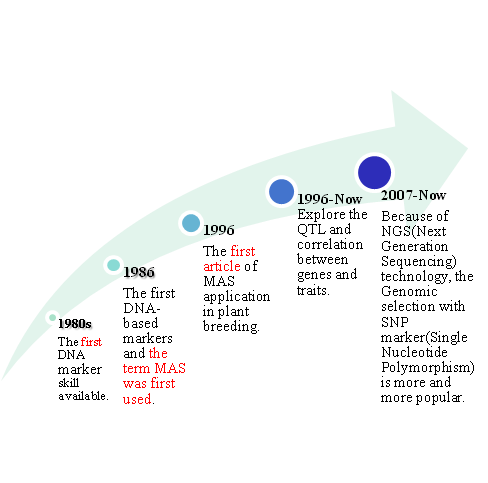 1980s
The first
DNA
marker
skill
available.
1986
The first
DNA-
based
markers
and the
term MAS
was first
used.
1996
The first
article of
MAS
application
in plant
breeding.
1996-Now
Explore the
QTL and
correlation
between
genes and
traits.
2007-Now
Because of
NGS(Next
Generation
Sequencing)
technology, the
Genomic
selection with
SNP
marker(Single
Nucleotide
Polymorphism)
is more and
more popular.